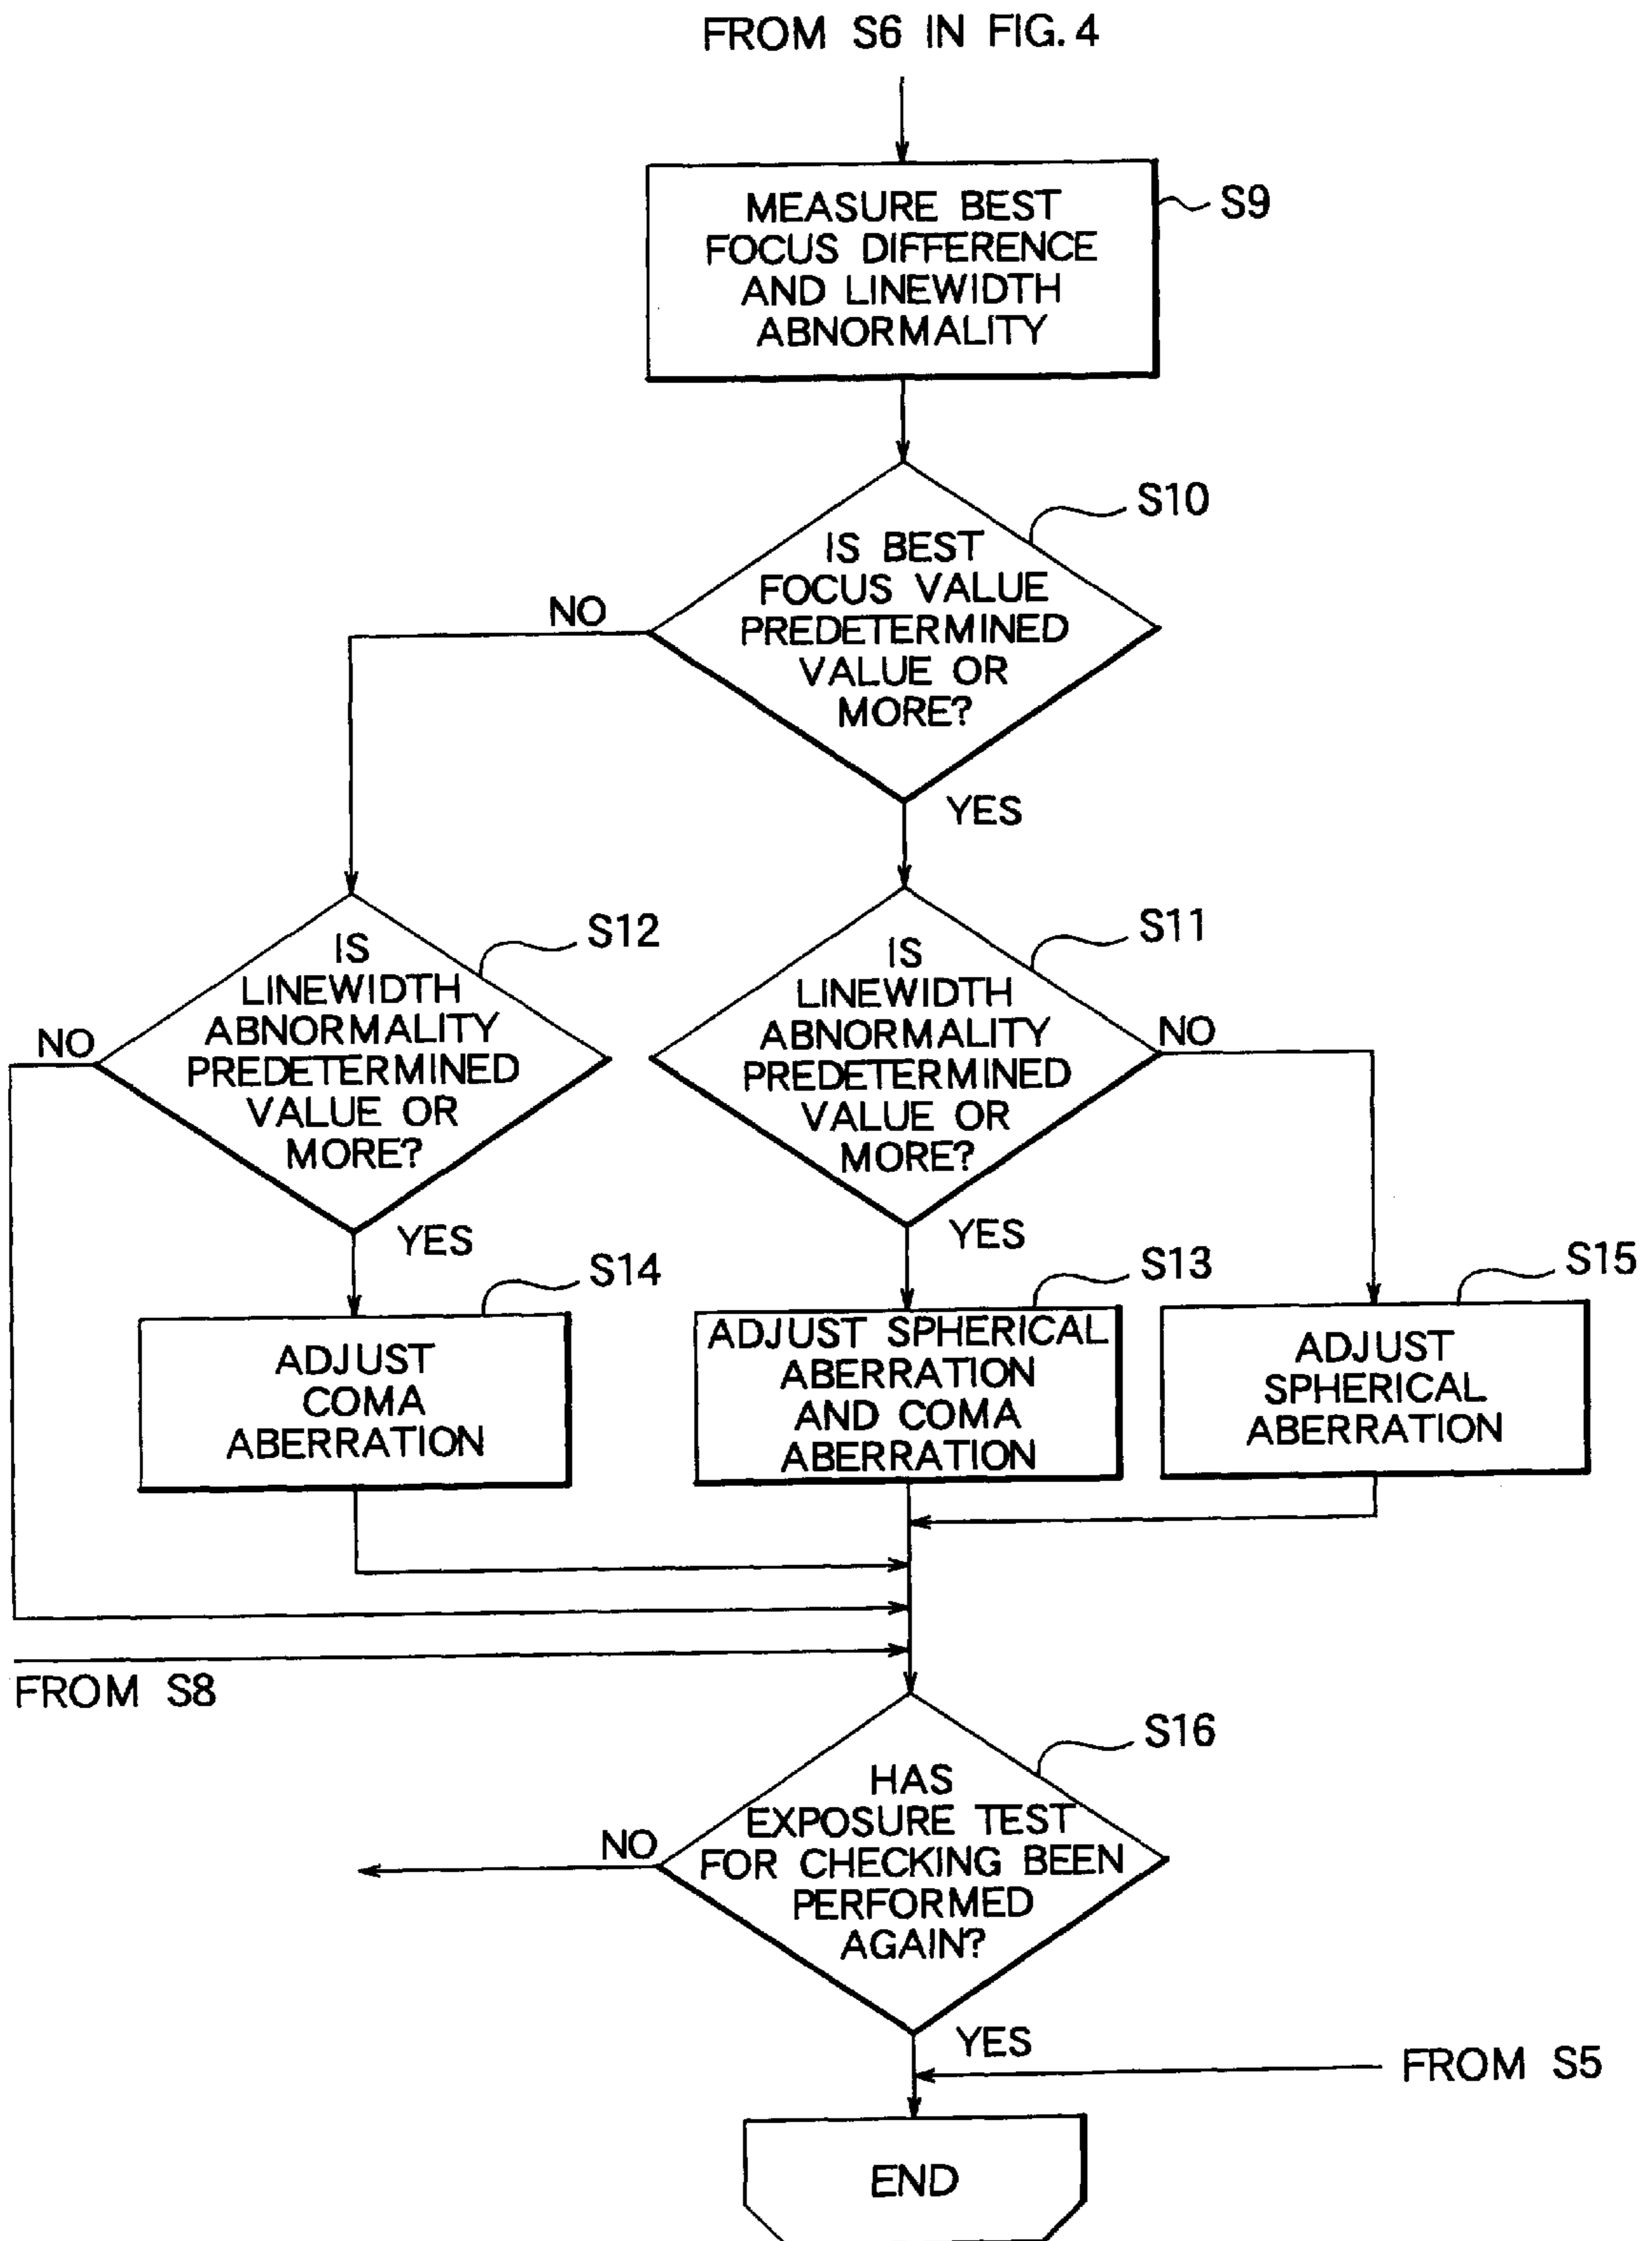 FROM S6 IN FIG. 4
MEASURE BEST
FOCUS DIFFERENCE
AND LINEWIDTH
ABNORMALITY
S9
S10
IS BEST
FOCUS VALUE
PREDETERMINED
VALUE OR
MORE?
NO
YES
S12
IS
LINEWIDTH
ABNORMALITY
PREDETERMINED
VALUE OR
MORE?
NO
YES
S11
IS
LINEWIDTH
ABNORMALITY
PREDETERMINED
VALUE OR
MORE?
NO
YES
S14
ADJUST
COMA
ABERRATION
S13
ADJUST SPHERICAL
ABERRATION
AND COMA
ABERRATION
S15
ADJUST
SPHERICAL
ABERRATION
FROM S8
S16
HAS
EXPOSURE TEST
FOR CHECKING BEEN
PERFORMED
AGAIN?
NO
YES
FROM S5
END